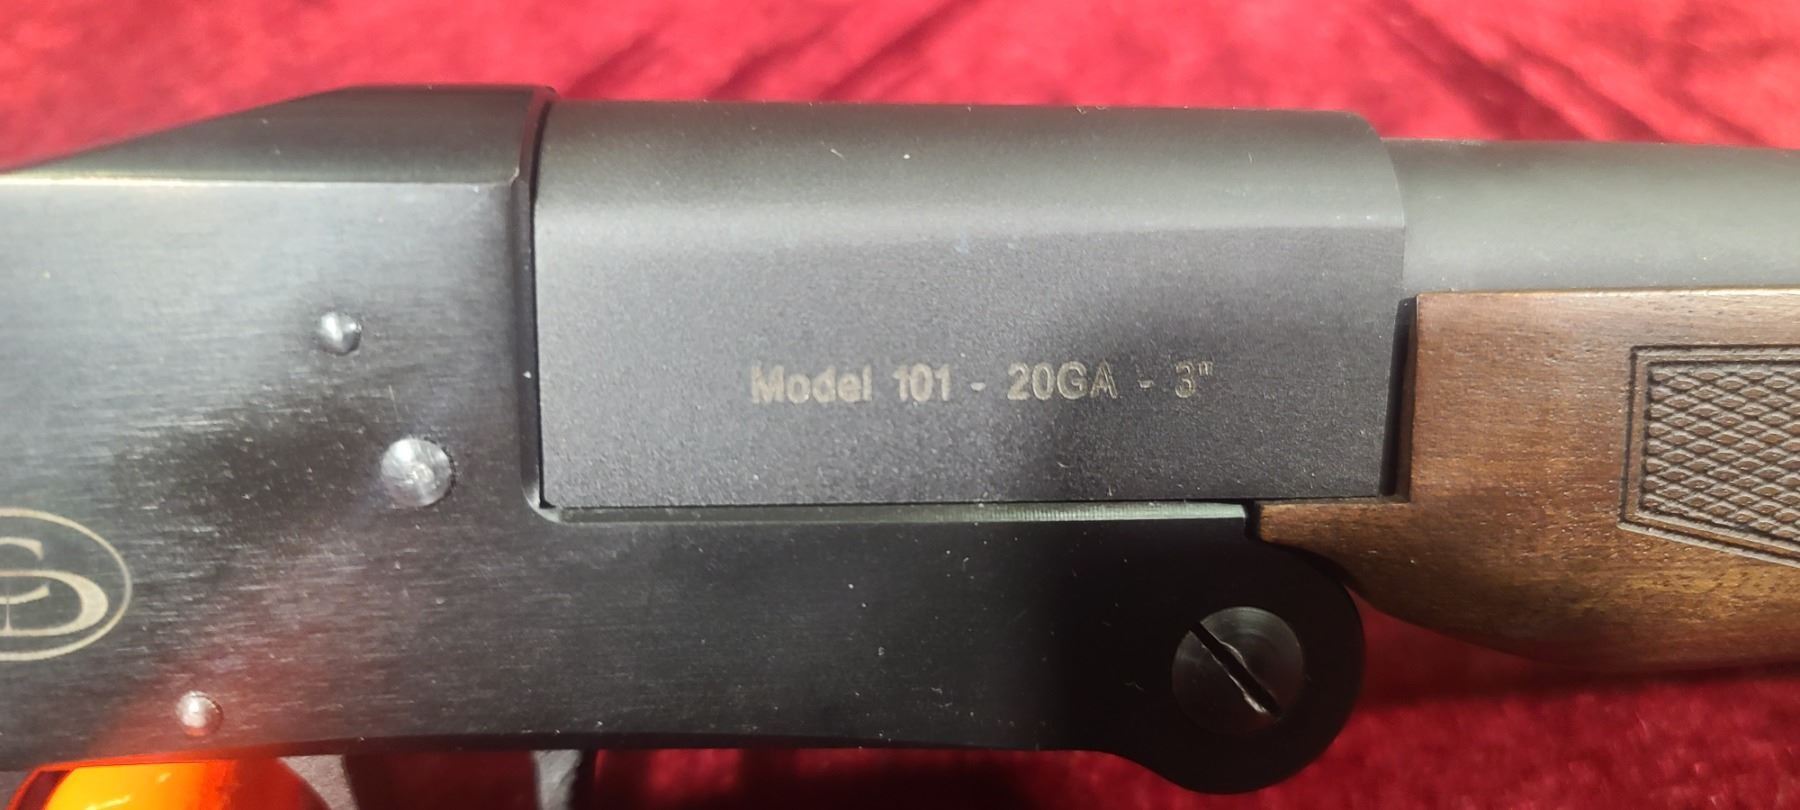 Model 101 - 20GA - 3"
S